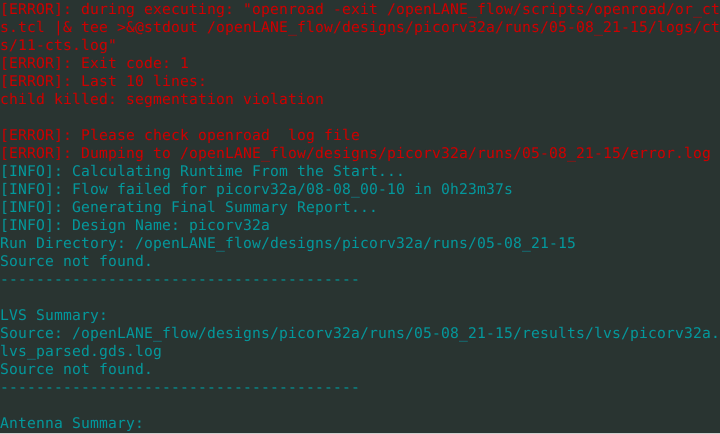 [ERROR]: during executing: "openroad -exit /openLANE_flow/scripts/openroad/or_ct
s.tcl |& tee >&@stdout /openLANE_flow/designs/picorv32a/runs/05-08_21-15/logs/ct
s/11-cts.log"
[ERROR]: Exit code: 1
[ERROR]: Last 10 lines:
child killed: segmentation violation
[ERROR]: Please check openroad  log file
[ERROR]: Dumping to /openLANE_flow/designs/picorv32a/runs/05-08_21-15/error.log
[INFO]: Calculating Runtime From the Start...
[INFO]: Flow failed for picorv32a/08-08_00-10 in 0h23m37s
[INFO]: Generating Final Summary Report...
[INFO]: Design Name: picorv32a
Run Directory: /openLANE_flow/designs/picorv32a/runs/05-08_21-15
Source not found.
----------------------------------------
LVS Summary:
Source: /openLANE_flow/designs/picorv32a/runs/05-08_21-15/results/lvs/picorv32a.
lvs_parsed.gds.log
Source not found.
----------------------------------------
Antenna Summary: